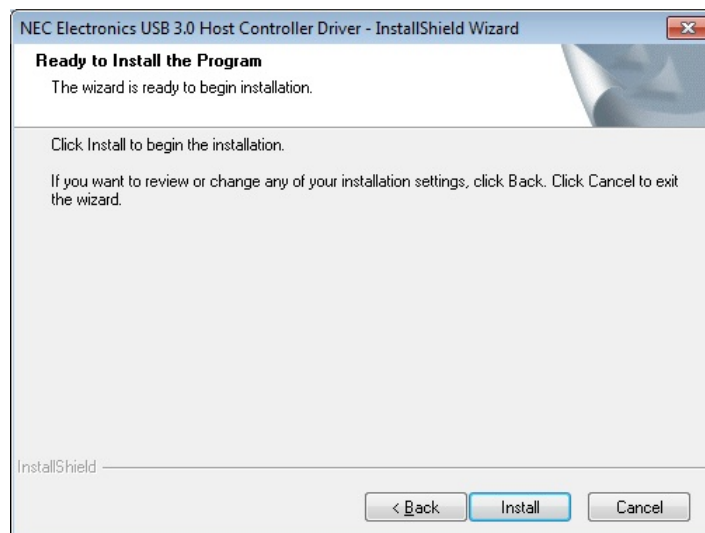 NEC Electronics USB 3.0 Host Controller Driver - InstallShield Wizard
Ready to Install the Program
The wizard is ready to begin installation.
Click Install to begin the installation.
If you want to review or change any of your installation settings, click Back. Click Cancel to exit
the wizard.
InstallShield
< Back Install Cancel